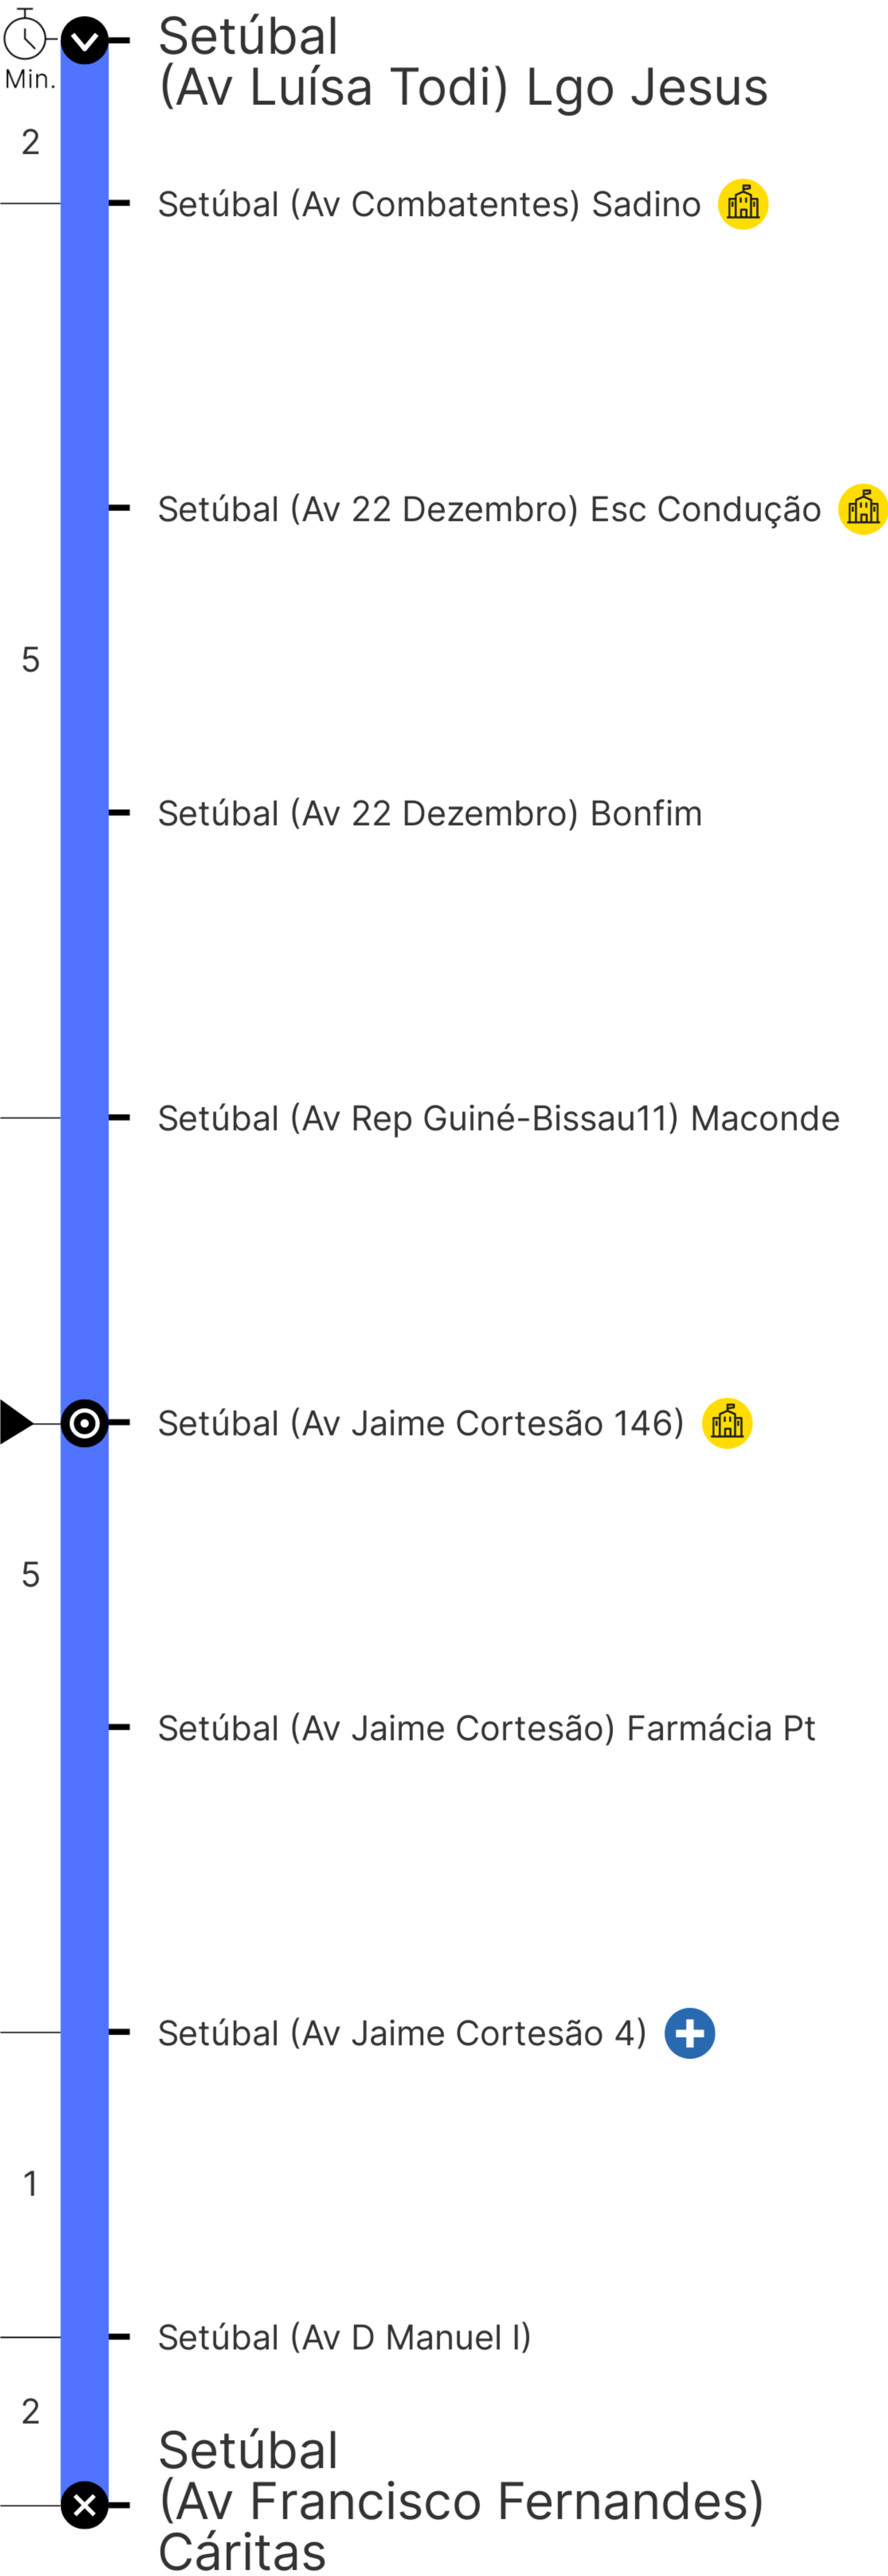 Min.
Setúbal
(Av Luísa Todi) Lgo Jesus
2
Setúbal (Av Combatentes) Sadino
Setúbal (Av 22 Dezembro) Esc Condução
5
Setúbal (Av 22 Dezembro) Bonfim
Setúbal (Av Rep Guiné-Bissau11) Maconde
Setúbal (Av Jaime Cortesão 146)
5
Setúbal (Av Jaime Cortesão) Farmácia Pt
Setúbal (Av Jaime Cortesão 4)
1
Setúbal (Av D Manuel I)
2
Setúbal
(Av Francisco Fernandes)
Cáritas